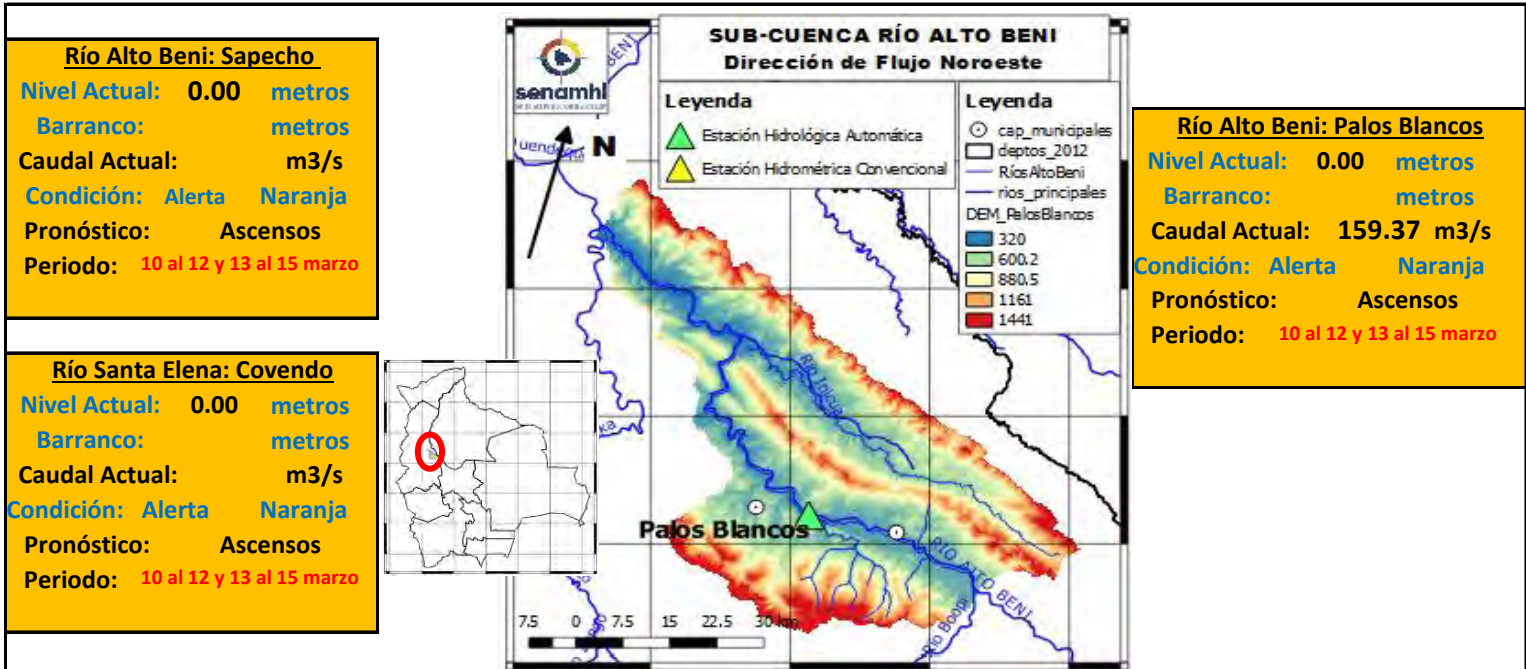 Río Alto Beni: Sapecho
Nivel Actual: 0.00 metros
Barranco: metros
Caudal Actual: m3/s
Condición: Alerta Naranja
Pronóstico: Ascensos
Periodo: 10 al 12 y 13 al 15 marzo
Río Santa Elena: Covendo
Nivel Actual: 0.00 metros
Barranco: metros
Caudal Actual: m3/s
Condición: Alerta Naranja
Pronóstico: Ascensos
Periodo: 10 al 12 y 13 al 15 marzo
senamhi
BENI
SUB-CUENCA RÍO ALTO BENI
Dirección de Flujo Noroeste
Leyenda
Estación Hidrológica Automática
Estación Hidrométrica Convencional
Leyenda
cap_municipales
deptos_2012
RíosAltoBeni
rios_principales
DEM_PalosBlancos
320
600.2
880.5
1161
1441
N
Río Inicua
Palos Blancos
RIO ALTO BENI
Río Boopi
7.5 0 7.5 15 22.5 30 km
Río Alto Beni: Palos Blancos
Nivel Actual: 0.00 metros
Barranco: metros
Caudal Actual: 159.37 m3/s
Condición: Alerta Naranja
Pronóstico: Ascensos
Periodo: 10 al 12 y 13 al 15 marzo